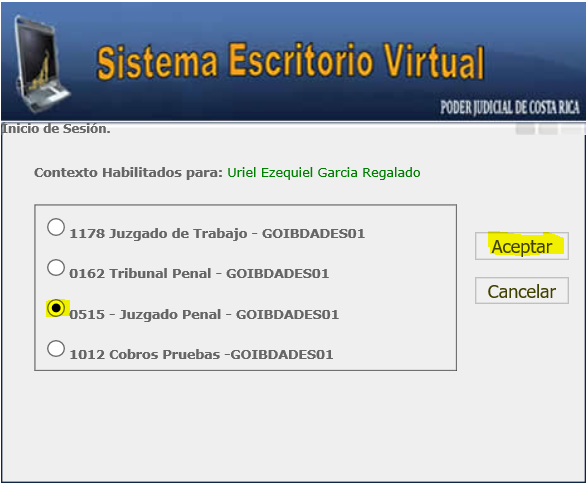 Sistema Escritorio Virtual
PODER JUDICIAL DE COSTA RICA
Inicio de Sesión.
Contexto Habilitados para: Uriel Ezequiel Garcia Regalado
1178 Juzgado de Trabajo - GOIBDADES01
0162 Tribunal Penal - GOIBDADES01
0515 - Juzgado Penal - GOIBDADES01
1012 Cobros Pruebas -GOIBDADES01
Aceptar
Cancelar